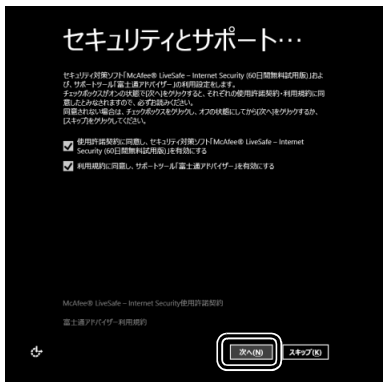 セキュリティとサポート･･･
セキュリティ対策ソフト｢McAfee® LiveSafe – Internet Security (60日間無料試用版)｣およ
び、サポートツール｢富士通アドバイザー｣の利用設定をします。
チェックボックスがオンの状態で[次へ]をクリックすると、それぞれの使用許諾契約･利用規約に同
意したとみなされますので、必ずお読みください。
同意されない場合は、チェックボックスをクリックし、オフの状態にしてから[次へ]をクリックするか、
[スキップ]をクリックしてください。
使用許諾契約に同意し、セキュリティ対策ソフト｢McAfee® LiveSafe – Internet
Security (60日間無料試用版)｣を有効にする
利用規約に同意し、サポートツール｢富士通アドバイザー｣を有効にする
McAfee® LiveSafe – Internet Security使用許諾契約
富士通アドバイザー利用規約
次へ(N) スキップ(K)